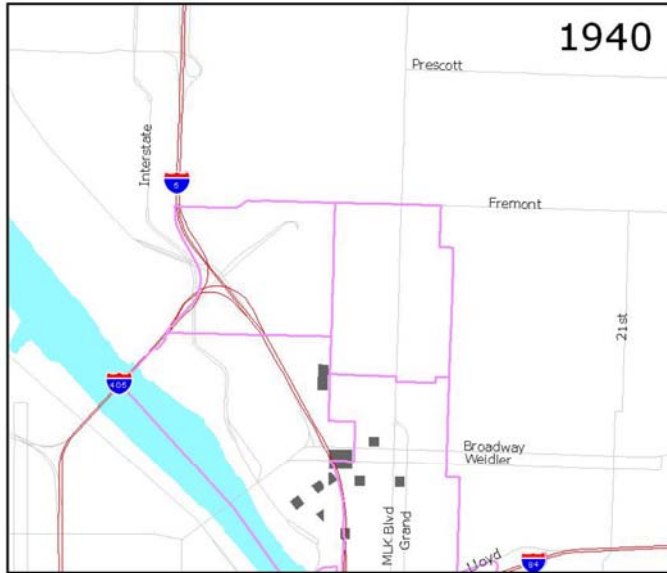 1940
Prescott
Interstate
5
Fremont
21st
405
Broadway
Weidler
MLK Blvd
Grand
Lloyd
84